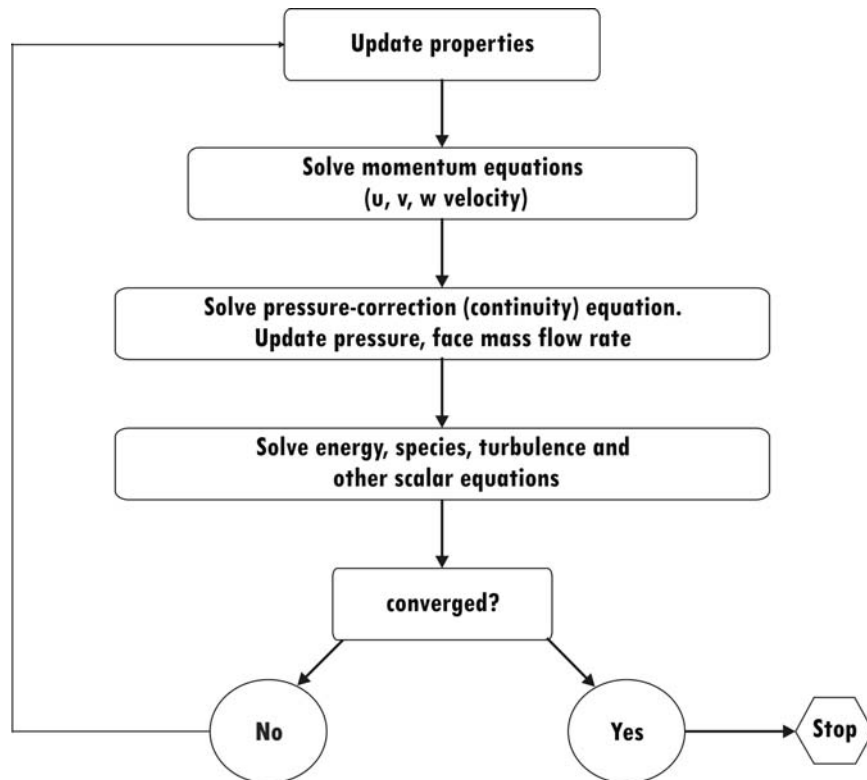 Update properties
Solve momentum equations
(u, v, w velocity)
Solve pressure-correction (continuity) equation.
Update pressure, face mass flow rate
Solve energy, species, turbulence and
other scalar equations
converged?
No
Yes
Stop